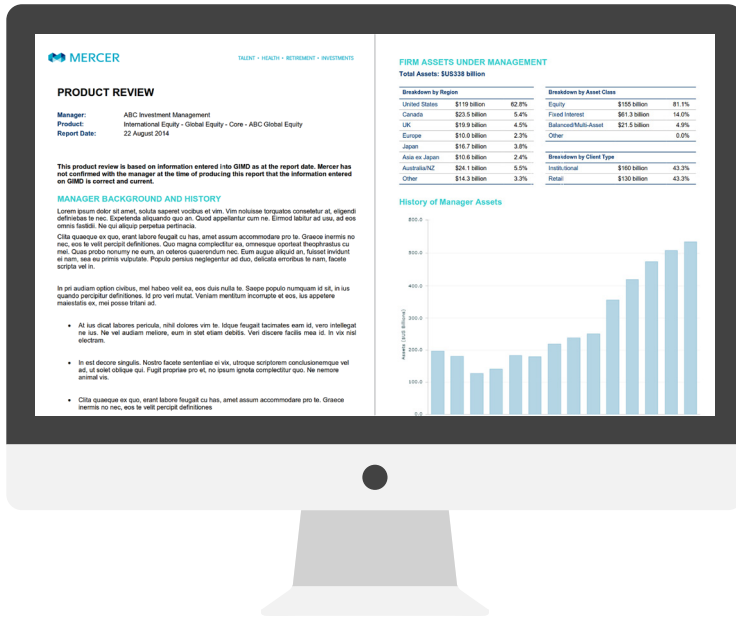 MERCER
TALENT • HEALTH • RETIREMENT • INVESTMENTS
PRODUCT REVIEW
Manager: ABC Investment Management
Product: International Equity - Global Equity - Core - ABC Global Equity
Report Date: 22 August 2014
This product review is based on information entered into GIMD as at the report date. Mercer has
not confirmed with the manager at the time of producing this report that the information entered
on GIMD is correct and current.
MANAGER BACKGROUND AND HISTORY
Lorem ipsum dolor sit amet, soluta saperet vocibus et vim. Vim noluisse torquatos consetetur at, eligendi
definiebas te nec. Expetenda aliquando quo an. Quod appellantur cum ne. Eirmod labitur ad usu, ad eos
omnis fastidii. Ne qui aliquip perpetua pertinacia.
Clita quaeque ex quo, erant labore feugait cu has, amet assum accommodare pro te. Graece inermis no
nec, eos te velit percipit definitiones. Quo magna complectitur ea, omnesque oporteat theophrastus cu
mei. Quas probo nonumy ne eum, an ceteros quaerendum nec. Eum augue aliquid an, fuisset invidunt
ei nam, sea eu primis vulputate. Populo persius neglegentur ad duo, delicata erroribus te nam, facete
scripta vel in.
In pri audiam option civibus, mel habeo velit ea, eos duis nulla te. Saepe populo numquam id sit, in ius
quando percipitur definitiones. Id pro veri mutat. Veniam mentitum incorrupte et eos, ius appetere
maiestatis ex, mei posse tritani ad.
• At ius dicat labores pericula, nihil dolores vim te. Idque feugait tacimates eam id, vero intellegat
ne ius. Ne vel audiam meliore, eum in stet etiam debitis. Veri discere facilis mea id. In vix nisl
electram.
• In est decore singulis. Nostro facete sententiae ei vix, utroque scriptorem conclusionemque vel
ad, ut solet oblique qui. Fugit propriae pro et, no ipsum ignota complectitur quo. Ne nemore
animal vis.
• Clita quaeque ex quo, erant labore feugait cu has, amet assum accommodare pro te. Graece
inermis no nec, eos te velit percipit definitiones
FIRM ASSETS UNDER MANAGEMENT
Total Assets: $US338 billion
Breakdown by Region
United States $119 billion 62.8%
Canada $23.5 billion 5.4%
UK $19.9 billion 4.5%
Europe $10.0 billion 2.3%
Japan $16.7 billion 3.8%
Asia ex Japan $10.6 billion 2.4%
Australia/NZ $24.1 billion 5.5%
Other $14.3 billion 3.3%
Breakdown by Asset Class
Equity $155 billion 81.1%
Fixed Interest $61.3 billion 14.0%
Balanced/Multi-Asset $21.5 billion 4.9%
Other 0.0%
Breakdown by Client Type
Institutional $160 billion 43.3%
Retail $130 billion 43.3%
History of Manager Assets
Assets ($US Billions)
600.0
500.0
400.0
300.0
200.0
100.0
0.0